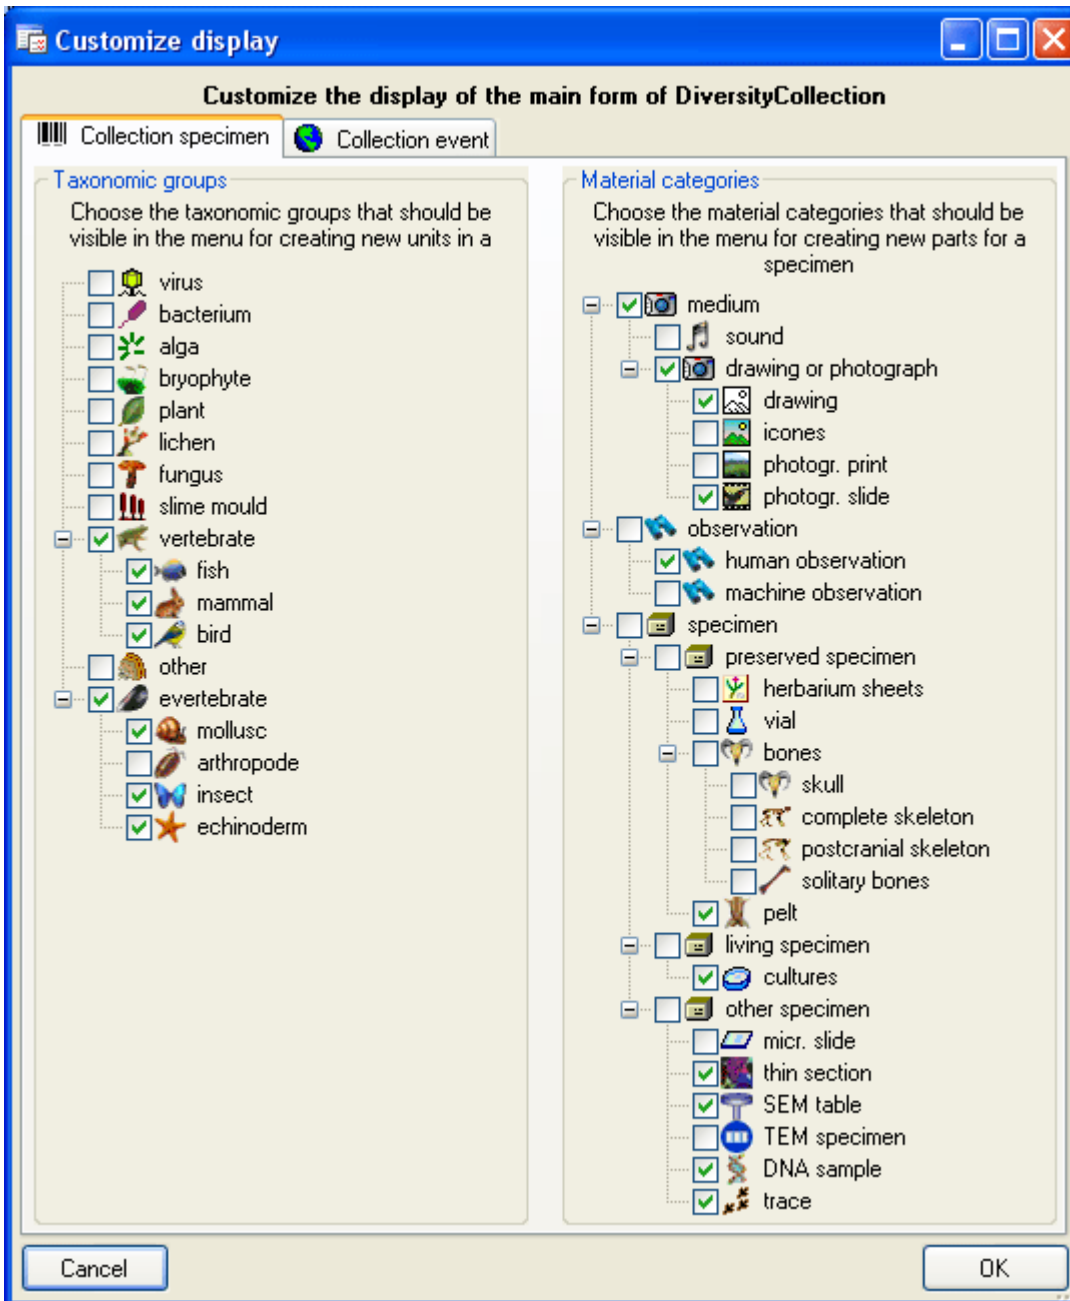 Customize display
Customize the display of the main form of DiversityCollection
Collection specimen
Collection event
Taxonomic groups
Choose the taxonomic groups that should be
visible in the menu for creating new units in a
virus
bacterium
alga
bryophyte
plant
lichen
fungus
slime mould
vertebrate
fish
mammal
bird
other
evertebrate
mollusc
arthropode
insect
echinoderm
Material categories
Choose the material categories that should be
visible in the menu for creating new parts for a
specimen
medium
sound
drawing or photograph
drawing
icones
photogr. print
photogr. slide
observation
human observation
machine observation
specimen
preserved specimen
herbarium sheets
vial
bones
skull
complete skeleton
postcranial skeleton
solitary bones
pelt
living specimen
cultures
other specimen
micr. slide
thin section
SEM table
TEM specimen
DNA sample
trace
Cancel
OK